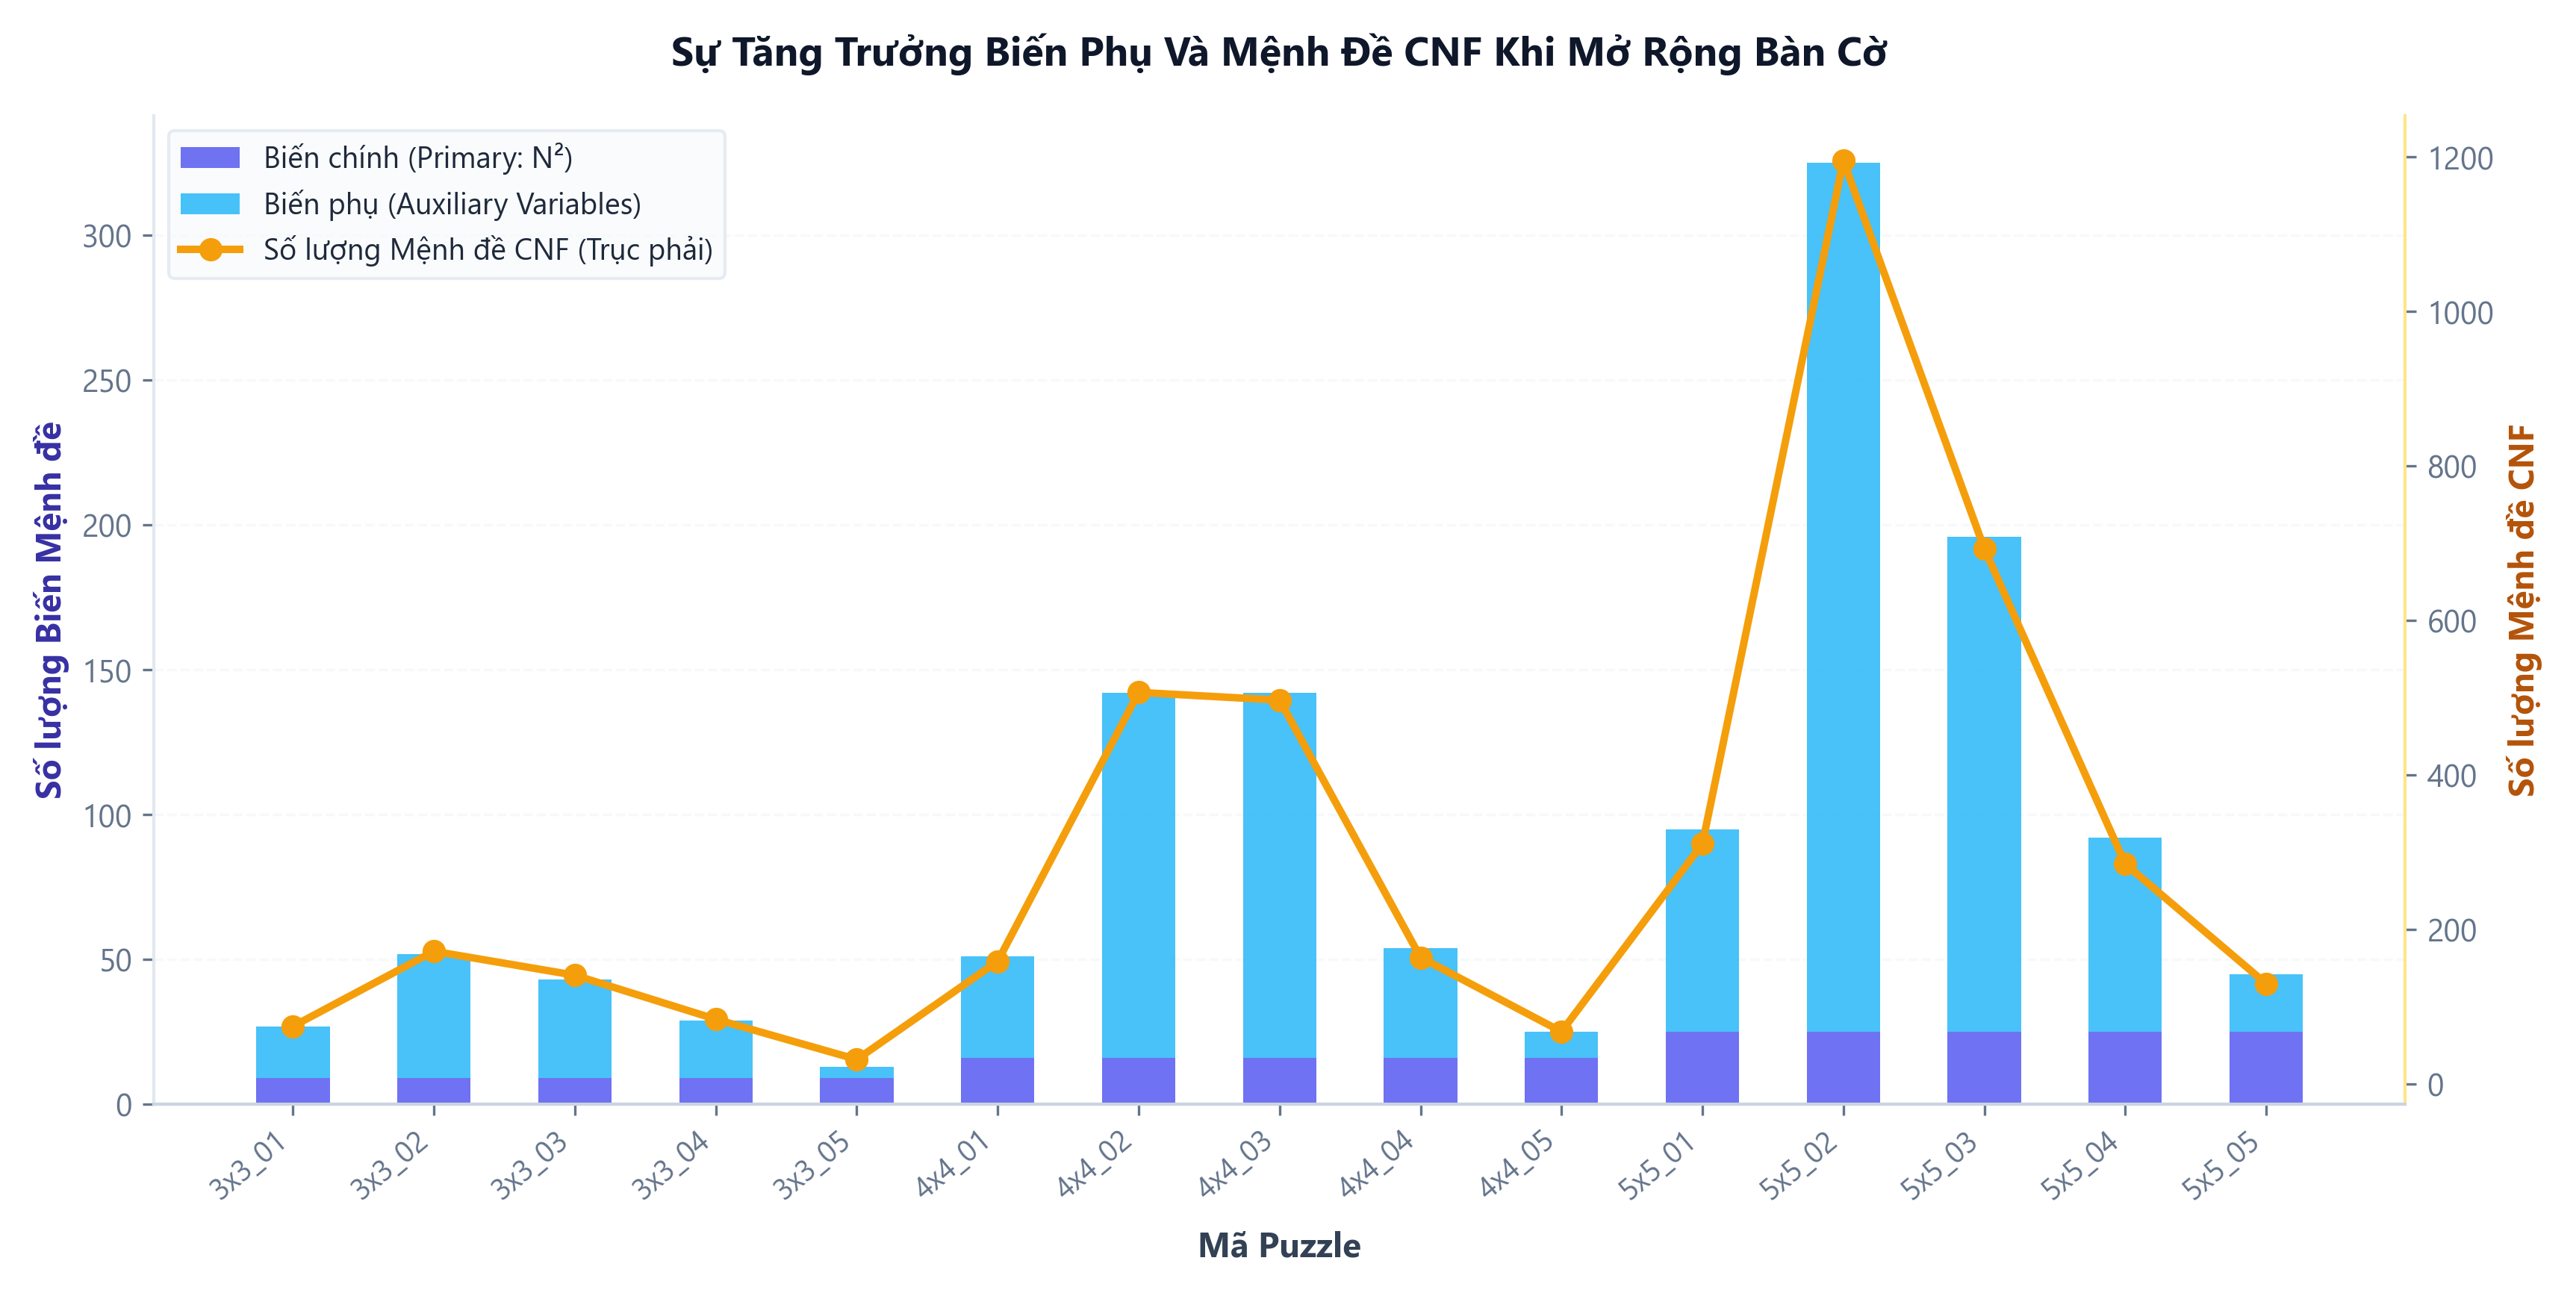 Sự Tăng Trưởng Biến Phụ Và Mệnh Đề CNF Khi Mở Rộng Bàn Cờ
Biến chính (Primary: N²)
Biến phụ (Auxiliary Variables)
Số lượng Mệnh đề CNF (Trục phải)
Số lượng Biến Mệnh đề
300
250
200
150
100
50
0
1200
1000
800
600
400
200
0
Số lượng Mệnh đề CNF
3x3_01
3x3_02
3x3_03
3x3_04
3x3_05
4x4_01
4x4_02
4x4_03
4x4_04
4x4_05
5x5_01
5x5_02
5x5_03
5x5_04
5x5_05
Mã Puzzle